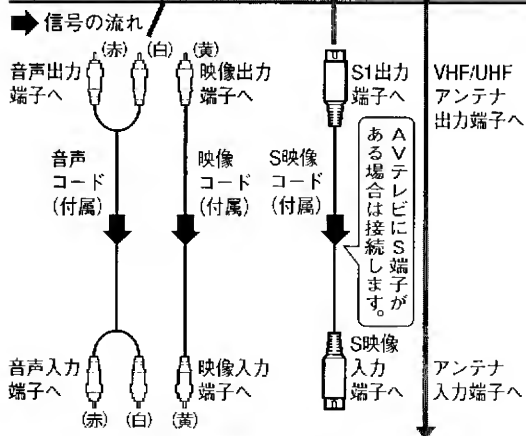 ➡ 信号の流れ
(赤) (白) (黄)
音声出力
端子へ
映像出力
端子へ
S1出力
端子へ
VHF/UHF
アンテナ
出力端子へ
音声
コード
(付属)
映像
コード
(付属)
S映像
コード
(付属)
AVテレビにS端子が
ある場合は接続します。
音声入力
端子へ
映像入力
端子へ
S映像
入力
端子へ
アンテナ
入力端子へ
(赤) (白) (黄)